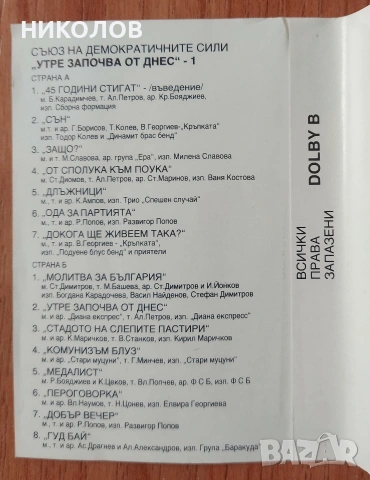 НИКОЛОВ
СЪЮЗ НА ДЕМОКРАТИЧНИТЕ СИЛИ
„УТРЕ ЗАПОЧВА ОТ ДНЕС“ - 1
СТРАНА А
1. „45 ГОДИНИ СТИГАТ“ - /въведение/
м. Б.Карадимчев, т. Ал.Петров, ар. Кр.Бояджиев,
изп. Сборна формация
2. „СЪН“
м. т. и ар. Г.Борисов, Т.Колев, В.Георгиев-„Кръпката“
изп. Тодор Колев и „Динамит брас бенд“
3. „ЗАЩО?“
м. и т. М.Славова, ар. група „Ера“, изп. Милена Славова
4. „ОТ СПОЛУКА КЪМ ПОУКА“
м. Ст.Диомов, т. Ал.Петров, ар. Ст.Маринов, изп. Ваня Костова
5. „ДЛЪЖНИЦИ“
м., т. и ар. К.Ампов, изп. Трио „Спешен случай“
6. „ОДА ЗА ПАРТИЯТА“
м., т. и ар. Р.Попов, изп. Развигор Попов
7. „ДОКОГА ЩЕ ЖИВЕЕМ ТАКА?“
м., т. и ар. В.Георгиев - „Кръпката“,
изп. „Подуене блус бенд“ и приятели
СТРАНА Б
1. „МОЛИТВА ЗА БЪЛГАРИЯ“
м. Ст.Димитров, т. М.Башева, ар. Ст.Димитров и И.Йонков
изп. Богдана Карадочева, Васил Найденов, Стефан Димитров
2. „УТРЕ ЗАПОЧВА ОТ ДНЕС“
м. и ар. „Диана експрес“, т. Ал.Петров, изп. „Диана експресс“
3. „СТАДОТО НА СЛЕПИТЕ ПАСТИРИ“
м. и ар. К.Маричков, т. В.Станков, изп. Кирил Маричков
4. „КОМУНИЗЪМ БЛУЗ“
м. и ар. „Стари муцуни“, т. Г.Минчев, изп. „Стари муцуни“
5. „МЕДАЛИСТ“
м. Р.Бояджиев и К.Цеков, т. Вл.Попчев, ар. Ф С Б, изп. Ф С Б
6. „ПЕРОГОВОРКА“
м. и ар. Вл.Наумов, т. Н.Цонев, изп. Елвира Георгиева
7. „ДОБЪР ВЕЧЕР“
м., т. и ар. Р.Попов, изп. Развигор Попов
8. „ГУД БАЙ“
м., т. и ар. Ас.Драгнев и Ал.Александров, изп. Група „Баракуда“
ВСИЧКИ
ПРАВА
ЗАПАЗЕНИ
DOLBY B
BAZAR